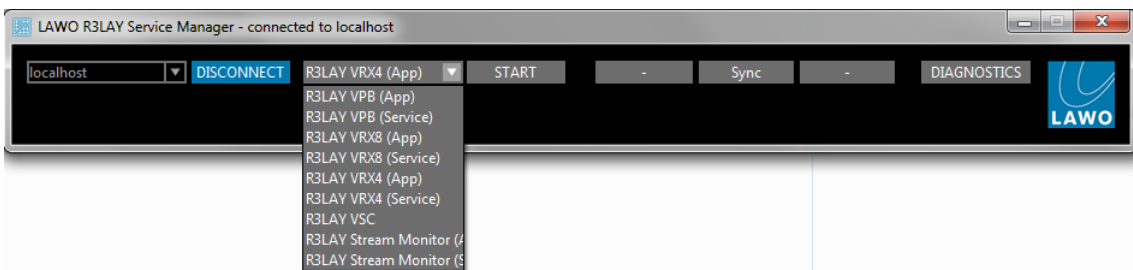 LAWO R3LAY Service Manager - connected to localhost
localhost DISCONNECT R3LAY VRX4 (App) START - Sync - DIAGNOSTICS
LAWO
R3LAY VPB (App)
R3LAY VPB (Service)
R3LAY VRX8 (App)
R3LAY VRX8 (Service)
R3LAY VRX4 (App)
R3LAY VRX4 (Service)
R3LAY VSC
R3LAY Stream Monitor (A
R3LAY Stream Monitor (S